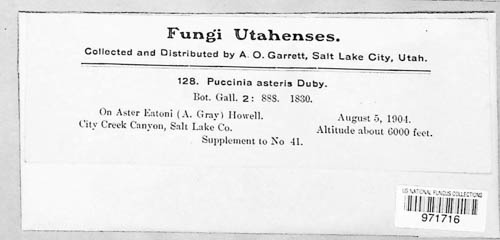 Fungi Utahenses.
Collected and Distributed by A. O. Garrett, Salt Lake City, Utah.
128. Puccinia asteris Duby.
Bot. Gall. 2: 888. 1830.
On Aster Eatoni (A. Gray) Howell. August 5, 1904.
City Creek Canyon, Salt Lake Co. Altitude about 6000 feet.
Supplement to No 41.
US NATIONAL FUNGUS COLLECTIONS
971716